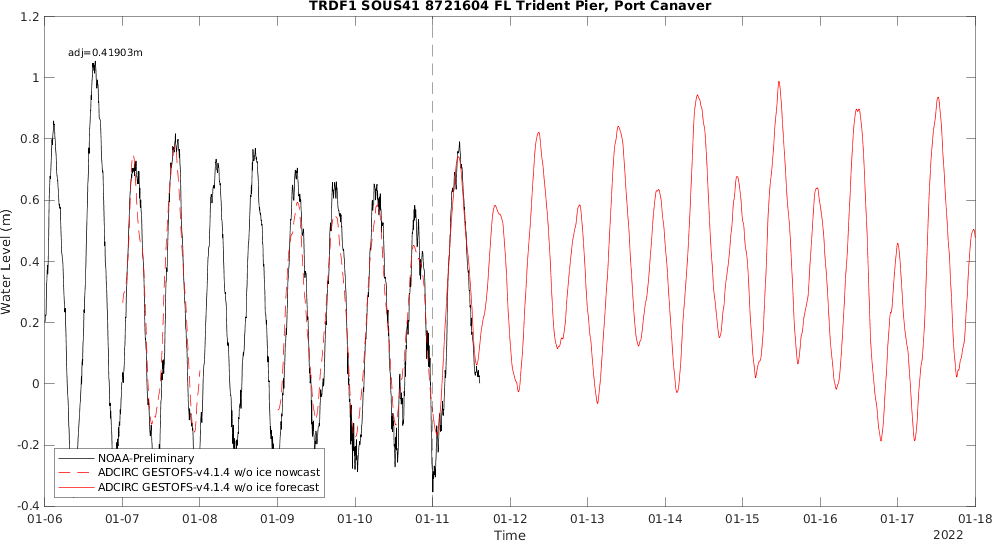 TRDF1 SOUS41 8721604 FL Trident Pier, Port Canaver
adj=0.41903m
1.2
1
0.8
0.6
0.4
0.2
0
-0.2
-0.4
Water Level (m)
NOAA-Preliminary
ADCIRC GESTOFS-v4.1.4 w/o ice nowcast
ADCIRC GESTOFS-v4.1.4 w/o ice forecast
01-06 01-07 01-08 01-09 01-10 01-11 01-12 01-13 01-14 01-15 01-16 01-17 01-18
Time
2022